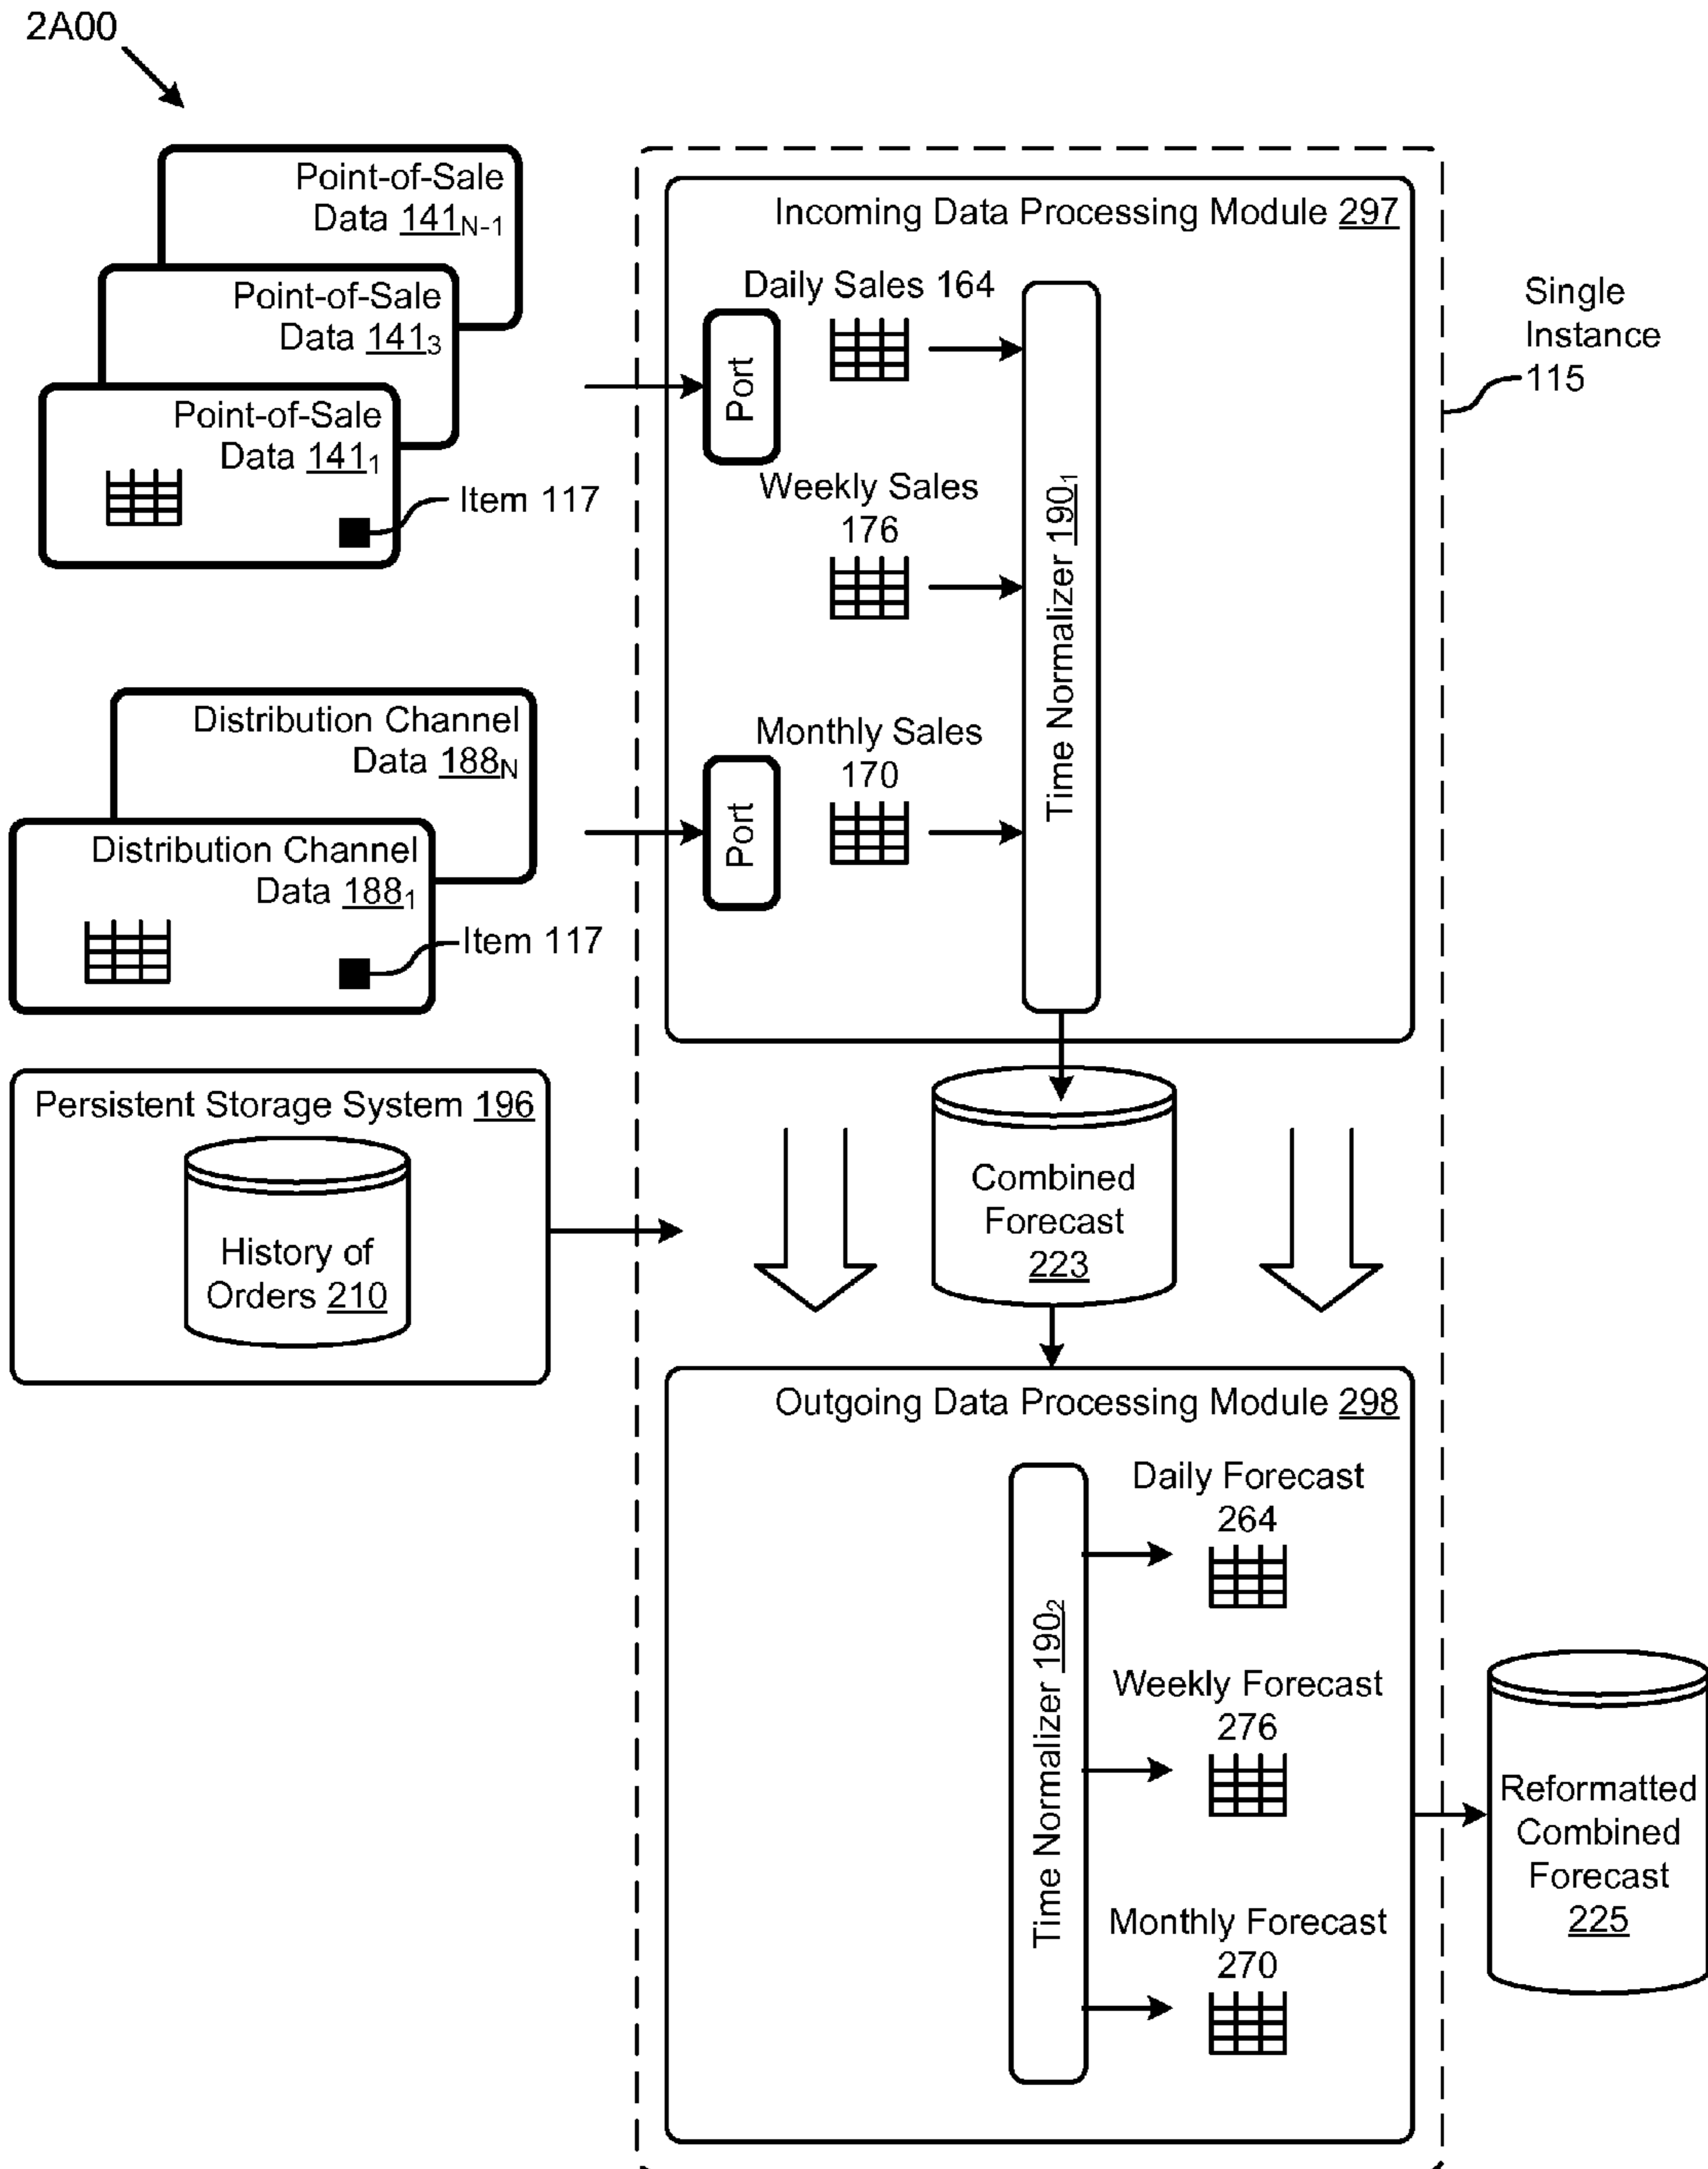 2A00
Point-of-Sale
Data 141N-1
Point-of-Sale
Data 1413
Point-of-Sale
Data 1411
Item 117
Distribution Channel
Data 188N
Distribution Channel
Data 1881
Item 117
Persistent Storage System 196
History of
Orders 210
Incoming Data Processing Module 297
Daily Sales 164
Port
Weekly Sales
176
Monthly Sales
170
Port
Time Normalizer 1901
Single
Instance
115
Combined
Forecast
223
Outgoing Data Processing Module 298
Time Normalizer 1902
Daily Forecast
264
Weekly Forecast
276
Monthly Forecast
270
Reformatted
Combined
Forecast
225